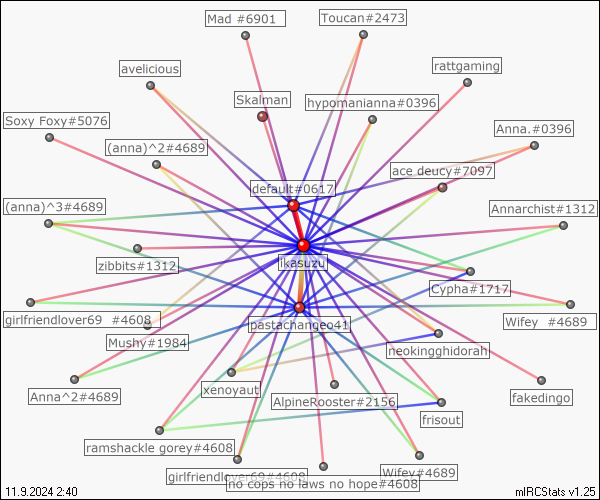 Mad #6901
Toucan#2473
avelicious
rattgaming
Skalman
hypomanianna#0396
Soxy Foxy#5076
Anna.#0396
(anna)^2#4689
ace deucy#7097
default#0617
(anna)^3#4689
Annarchist#1312
ikasuzu
zibbits#1312
Cypha#1717
girlfriendlover69 #4608
pastachangeo41
Wifey #4689
Mushy#1984
neokingghidorah
xenoyaut
Anna^2#4689
AlpineRooster#2156
fakedingo
frisout
ramshackle gorey#4608
girlfriendlover69#4608
Wifey#4689
no cops no laws no hope#4608
11.9.2024 2:40
mIRCStats v1.25